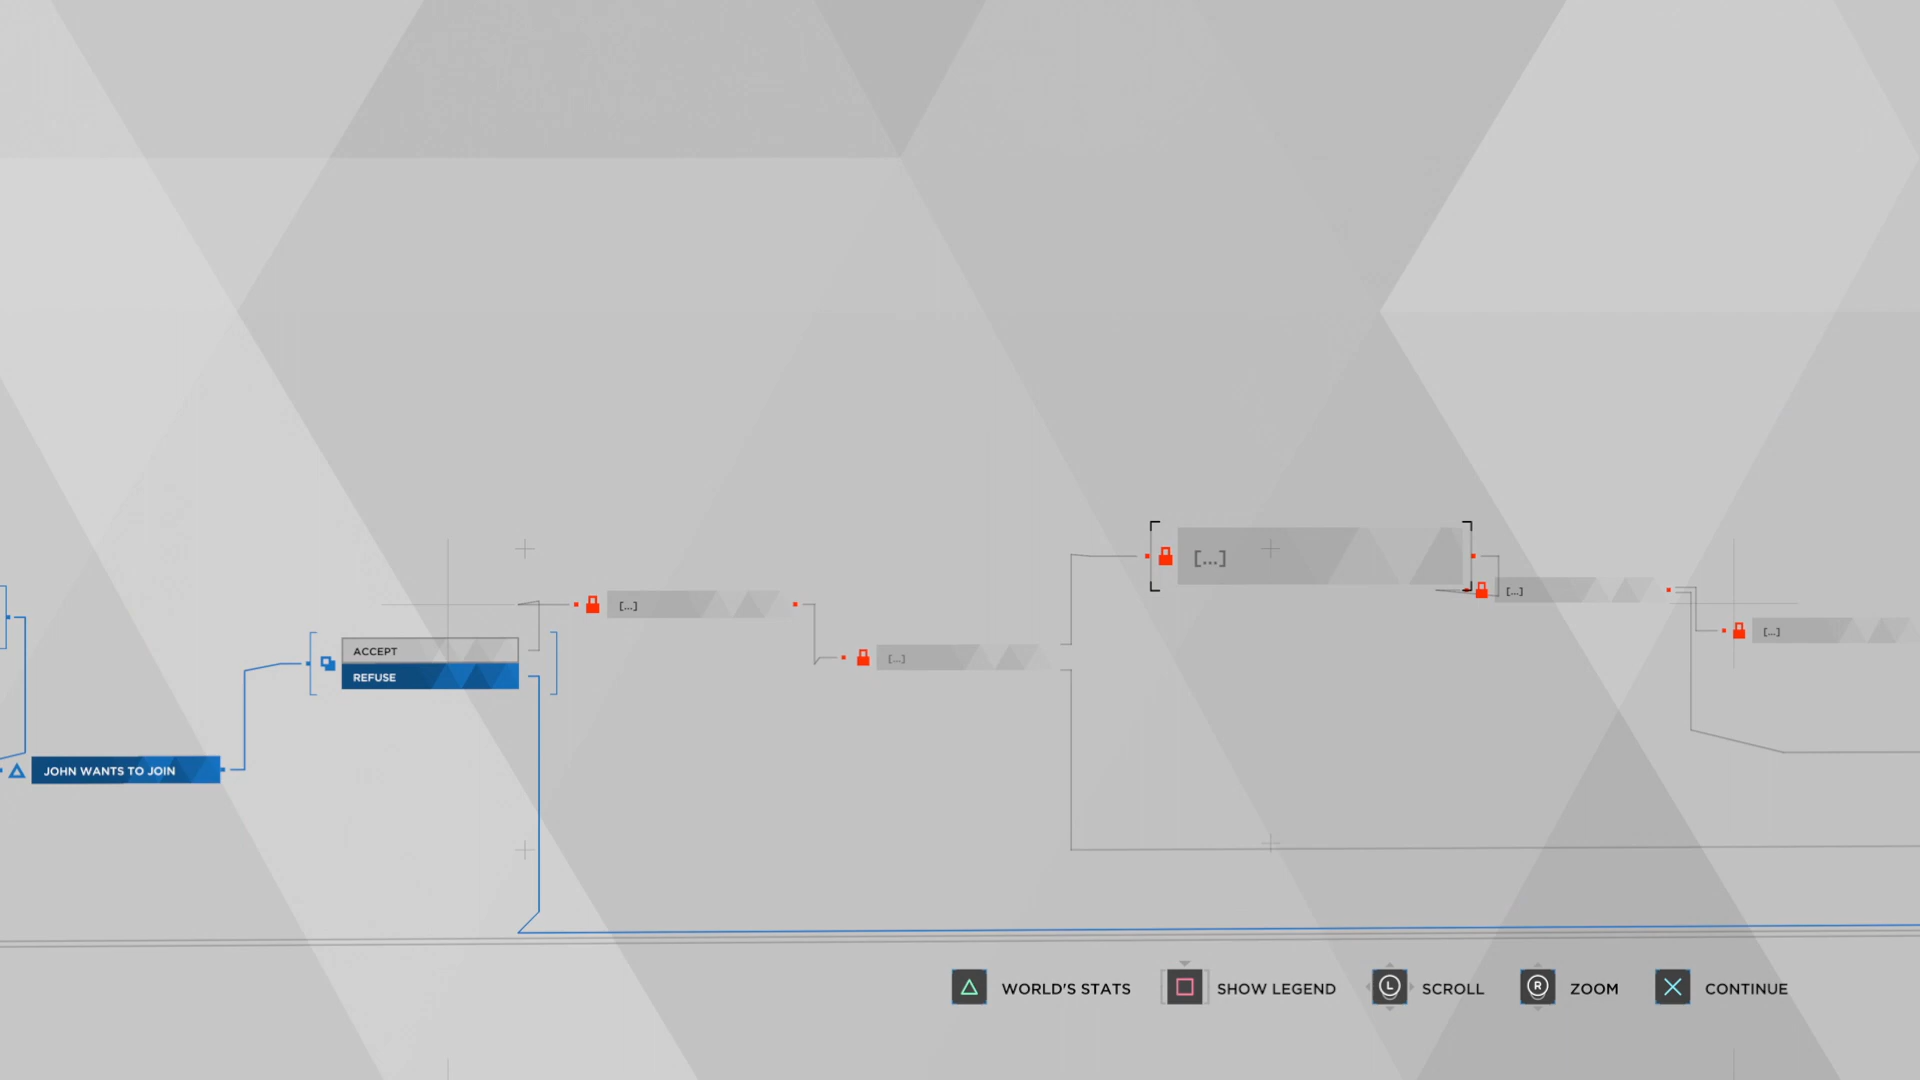 [...]
[...]
[...]
[...]
ACCEPT
[...]
REFUSE
JOHN WANTS TO JOIN
WORLD'S STATS
SHOW LEGEND
L
SCROLL
R
ZOOM
CONTINUE